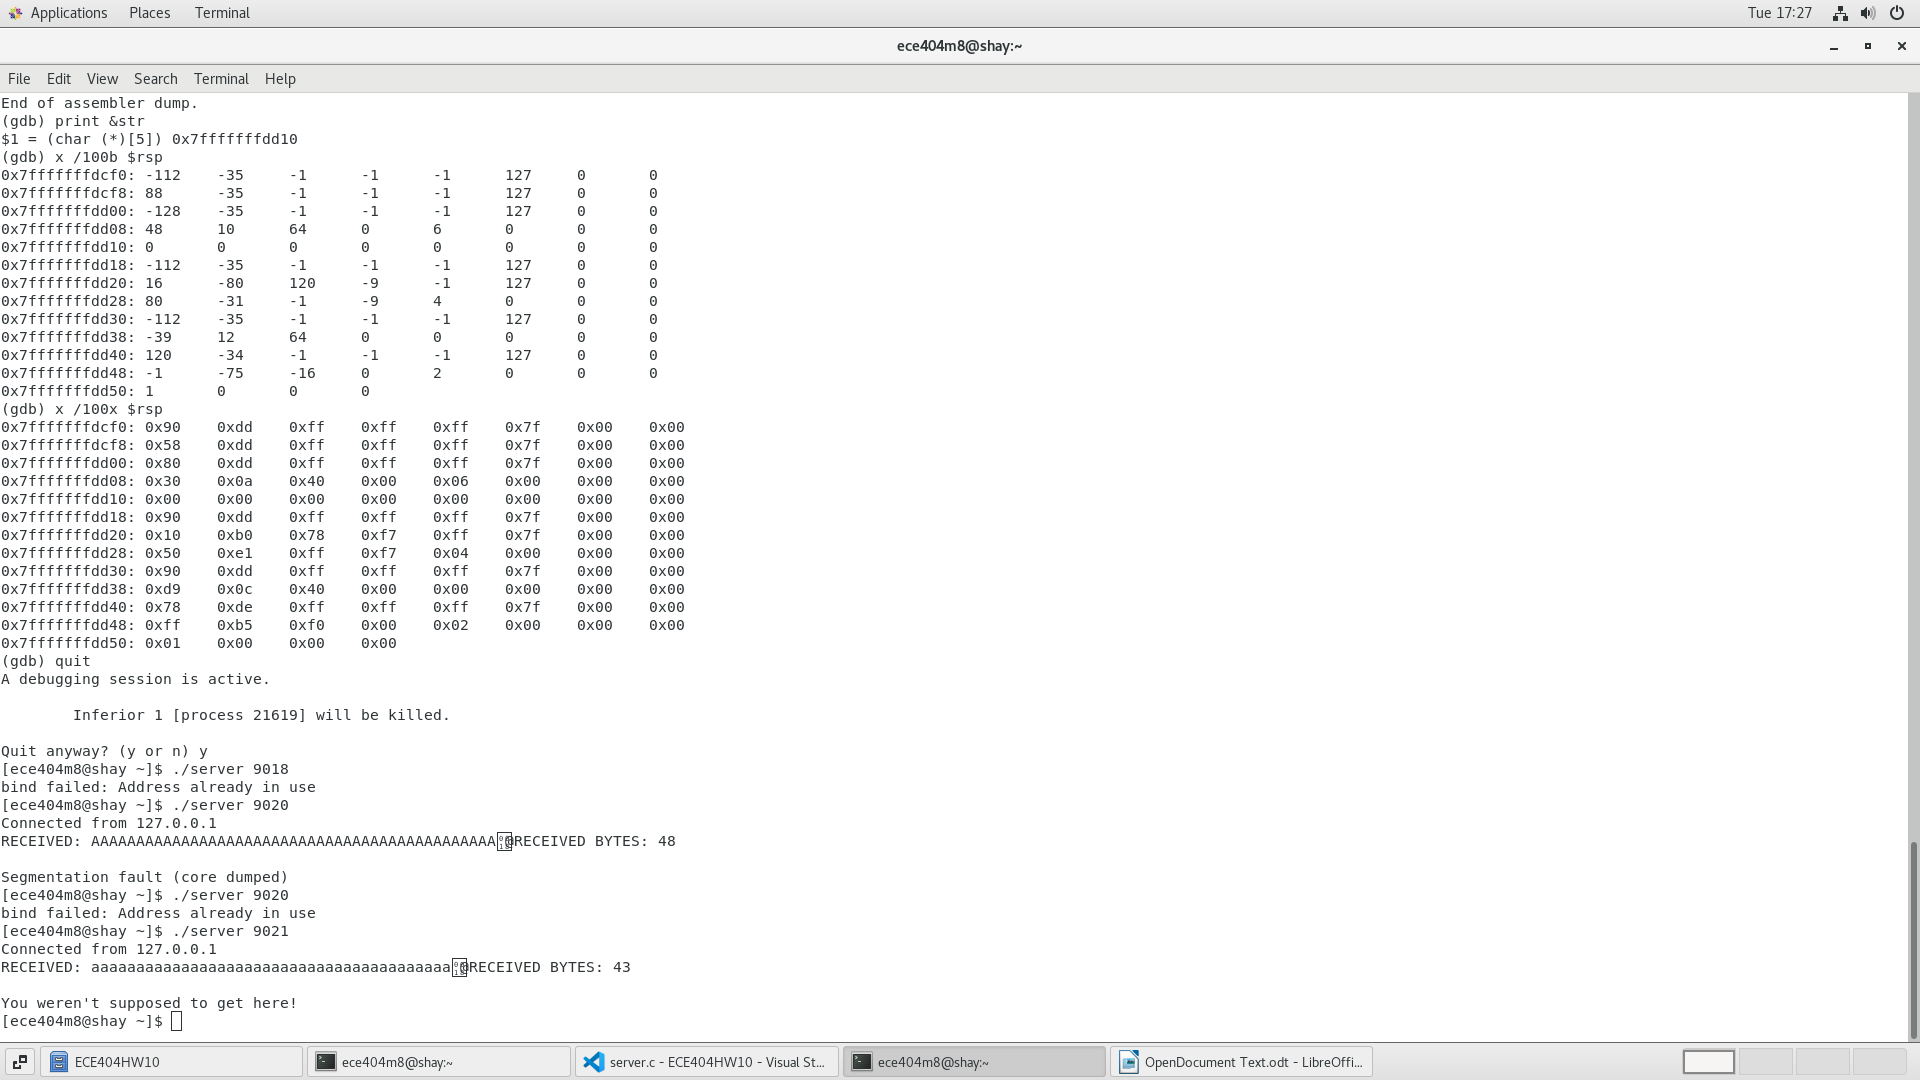 Applications Places Terminal Tue 17:27
ece404m8@shay:~
File Edit View Search Terminal Help
End of assembler dump.
(gdb) print &str
$1 = (char (*)[5]) 0x7fffffffdd10
(gdb) x /100b $rsp
0x7fffffffdcf0: -112 -35 -1 -1 -1 127 0 0
0x7fffffffdcf8: 88 -35 -1 -1 -1 127 0 0
0x7fffffffdd00: -128 -35 -1 -1 -1 127 0 0
0x7fffffffdd08: 48 10 64 0 6 0 0 0
0x7fffffffdd10: 0 0 0 0 0 0 0 0
0x7fffffffdd18: -112 -35 -1 -1 -1 127 0 0
0x7fffffffdd20: 16 -80 120 -9 -1 127 0 0
0x7fffffffdd28: 80 -31 -1 -9 4 0 0 0
0x7fffffffdd30: -112 -35 -1 -1 -1 127 0 0
0x7fffffffdd38: -39 12 64 0 0 0 0 0
0x7fffffffdd40: 120 -34 -1 -1 -1 127 0 0
0x7fffffffdd48: -1 -75 -16 0 2 0 0 0
0x7fffffffdd50: 1 0 0 0
(gdb) x /100x $rsp
0x7fffffffdcf0: 0x90 0xdd 0xff 0xff 0xff 0x7f 0x00 0x00
0x7fffffffdcf8: 0x58 0xdd 0xff 0xff 0xff 0x7f 0x00 0x00
0x7fffffffdd00: 0x80 0xdd 0xff 0xff 0xff 0x7f 0x00 0x00
0x7fffffffdd08: 0x30 0x0a 0x40 0x00 0x06 0x00 0x00 0x00
0x7fffffffdd10: 0x00 0x00 0x00 0x00 0x00 0x00 0x00 0x00
0x7fffffffdd18: 0x90 0xdd 0xff 0xff 0xff 0x7f 0x00 0x00
0x7fffffffdd20: 0x10 0xb0 0x78 0xf7 0xff 0x7f 0x00 0x00
0x7fffffffdd28: 0x50 0xe1 0xff 0xf7 0x04 0x00 0x00 0x00
0x7fffffffdd30: 0x90 0xdd 0xff 0xff 0xff 0x7f 0x00 0x00
0x7fffffffdd38: 0xd9 0x0c 0x40 0x00 0x00 0x00 0x00 0x00
0x7fffffffdd40: 0x78 0xde 0xff 0xff 0xff 0x7f 0x00 0x00
0x7fffffffdd48: 0xff 0xb5 0xf0 0x00 0x02 0x00 0x00 0x00
0x7fffffffdd50: 0x01 0x00 0x00 0x00
(gdb) quit
A debugging session is active.
Inferior 1 [process 21619] will be killed.
Quit anyway? (y or n) y
[ece404m8@shay ~]$ ./server 9018
bind failed: Address already in use
[ece404m8@shay ~]$ ./server 9020
Connected from 127.0.0.1
RECEIVED: AAAAAAAAAAAAAAAAAAAAAAAAAAAAAAAAAAAAAAAAAAAAA@RECEIVED BYTES: 48
Segmentation fault (core dumped)
[ece404m8@shay ~]$ ./server 9020
bind failed: Address already in use
[ece404m8@shay ~]$ ./server 9021
Connected from 127.0.0.1
RECEIVED: aaaaaaaaaaaaaaaaaaaaaaaaaaaaaaaaaaaaaaaa@RECEIVED BYTES: 43
You weren't supposed to get here!
[ece404m8@shay ~]$
ECE404HW10 ece404m8@shay:~ server.c - ECE404HW10 - Visual St... ece404m8@shay:~ OpenDocument Text.odt - LibreOffi...